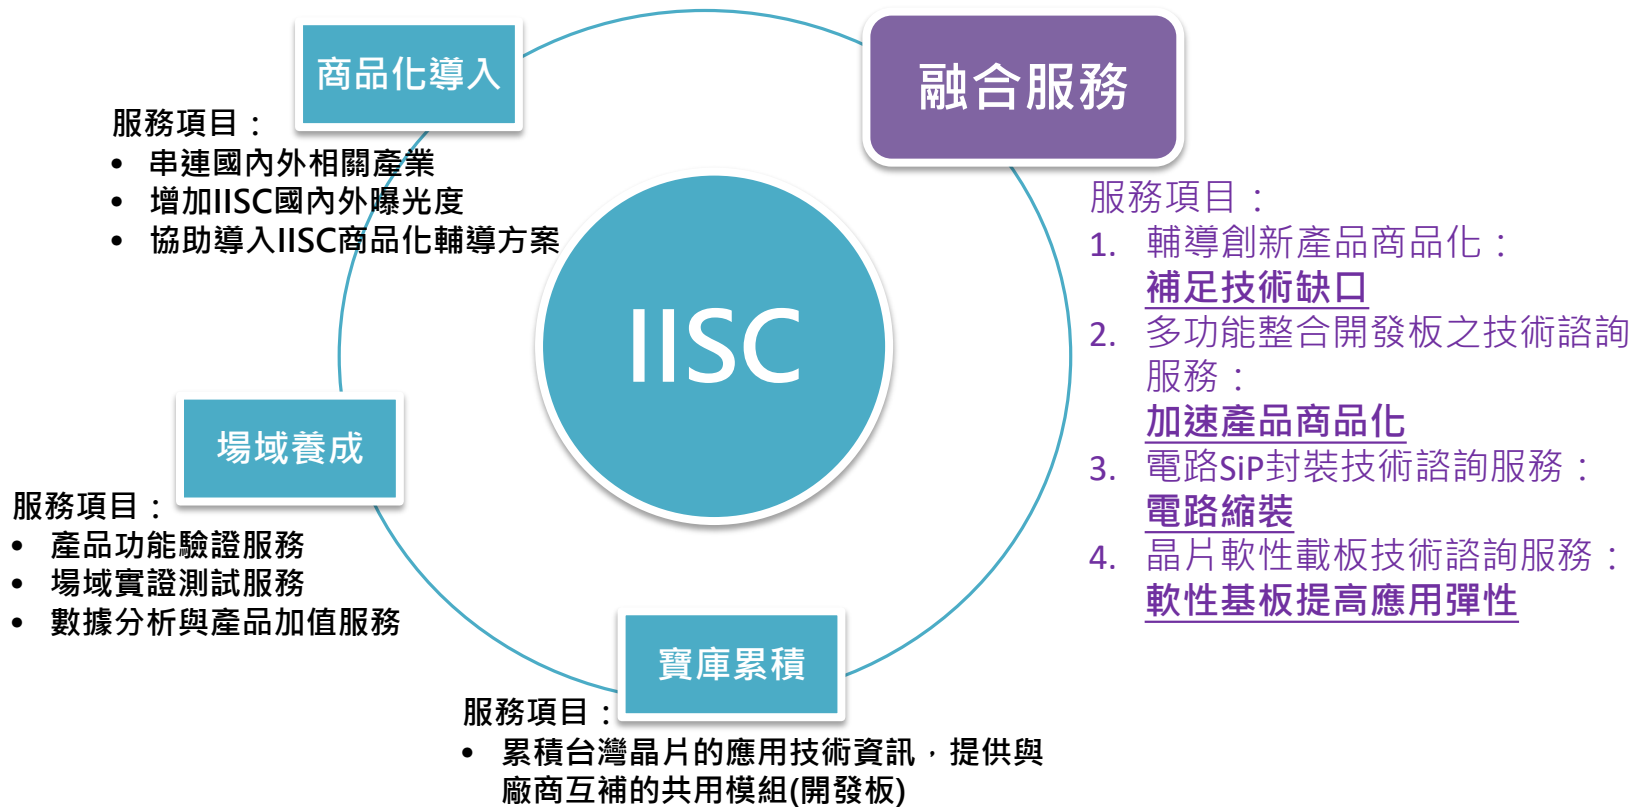 商品化導入
服務項目：
• 串連國內外相關產業
• 增加IISC國內外曝光度
• 協助導入IISC商品化輔導方案
融合服務
服務項目：
1. 輔導創新產品商品化：
補足技術缺口
2. 多功能整合開發板之技術諮詢
服務：
加速產品商品化
3. 電路SiP封裝技術諮詢服務：
電路縮裝
4. 晶片軟性載板技術諮詢服務：
軟性基板提高應用彈性
IISC
場域養成
服務項目：
• 產品功能驗證服務
• 場域實證測試服務
• 數據分析與產品加值服務
寶庫累積
服務項目：
• 累積台灣晶片的應用技術資訊，提供與
廠商互補的共用模組(開發板)